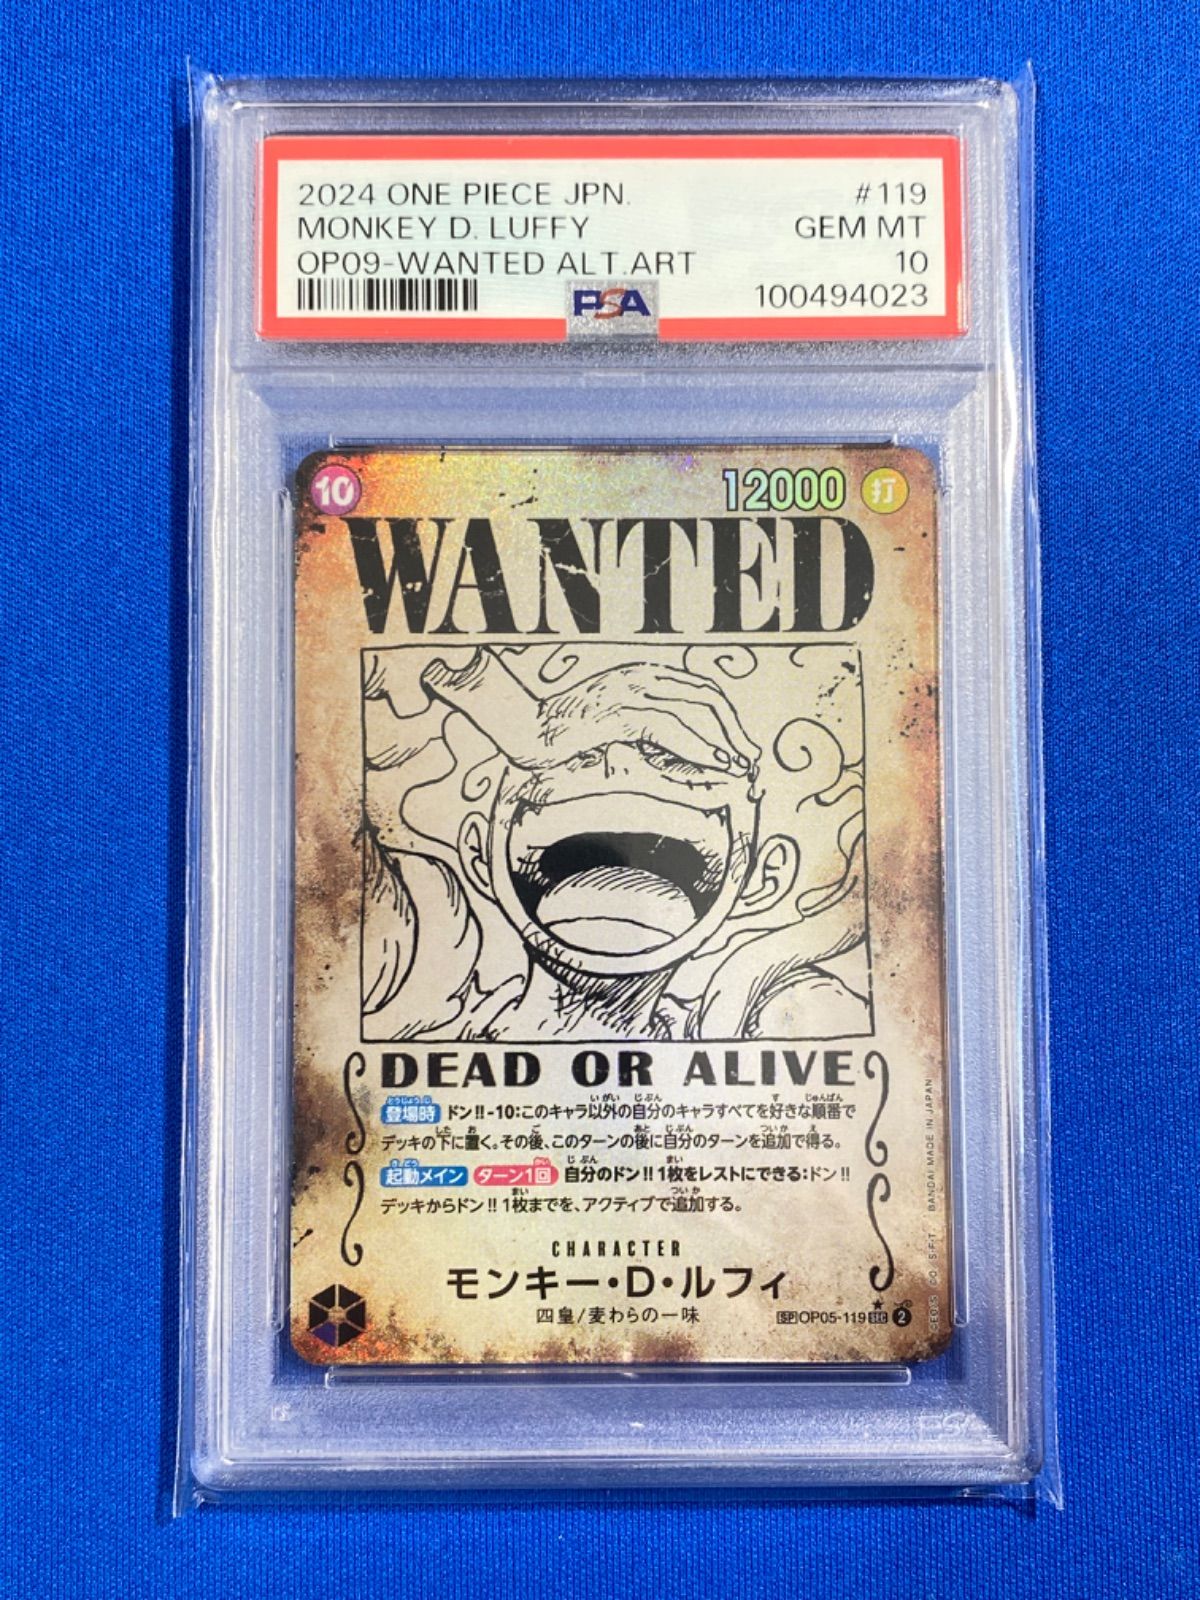 2024 ONE PIECE JPN. #119
MONKEY D. LUFFY GEM MT
OP09-WANTED ALT.ART 10
PSA 100494023
10 12000 打
WANTED
DEAD OR ALIVE
登場時 ドン!!-10:このキャラ以外の自分のキャラすべてを好きな順番で
デッキの下に置く。その後、このターンの後に自分のターンを追加で得る。
起動メイン ターン1回 自分のドン!!1枚をレストにできる:ドン!!
デッキからドン!!1枚までを、アクティブで追加する。
CHARACTER
モンキー・D・ルフィ
四皇/麦わらの一味
SP OP05-119 SEC 2
BANDAI MADE IN JAPAN